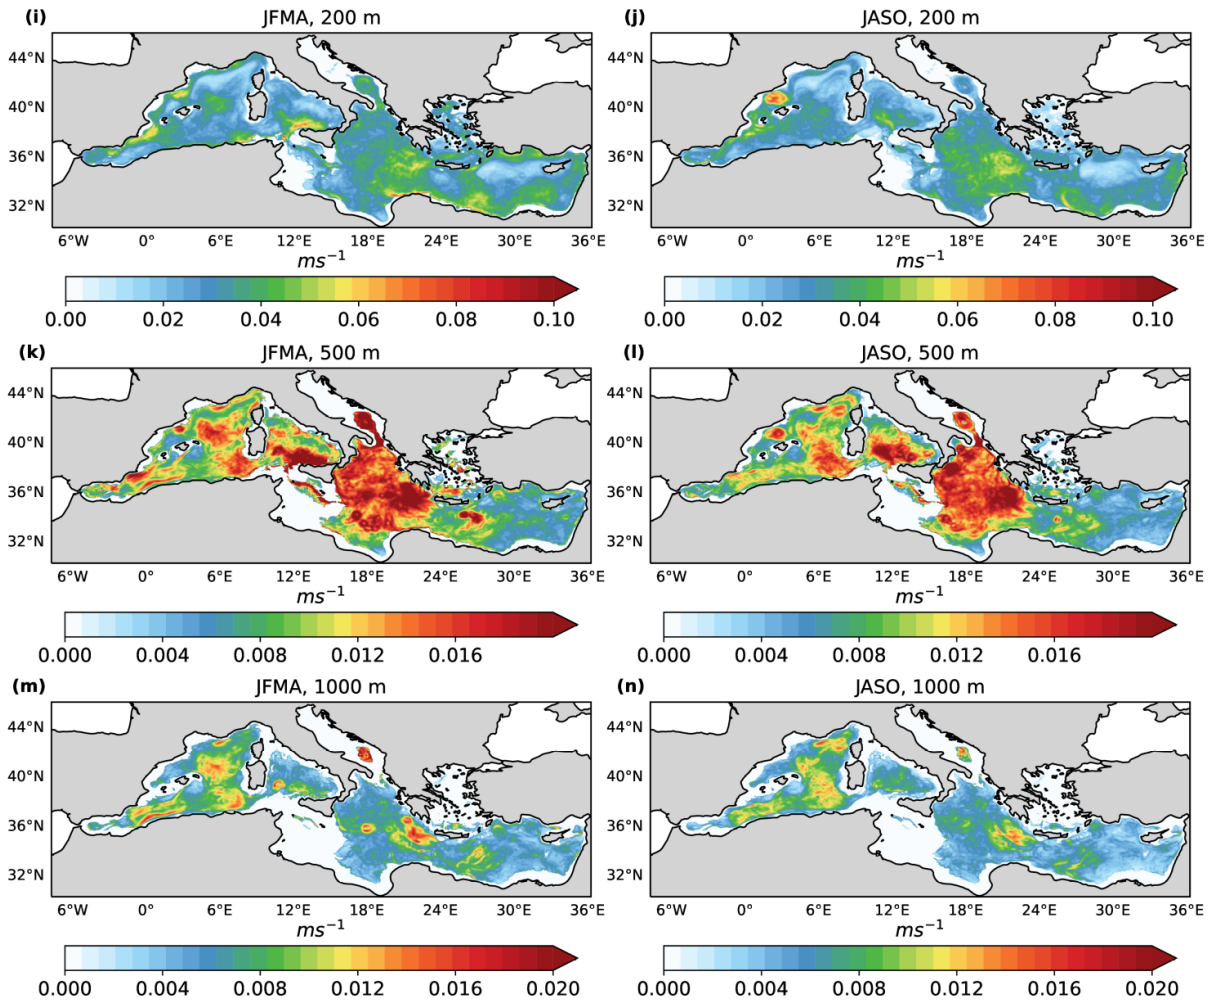 (i) JFMA, 200 m
(j) JASO, 200 m
44°N
40°N
36°N
32°N
6°W 0° 6°E 12°E 18°E 24°E 30°E 36°E
ms⁻¹
0.00 0.02 0.04 0.06 0.08 0.10
44°N
40°N
36°N
32°N
6°W 0° 6°E 12°E 18°E 24°E 30°E 36°E
ms⁻¹
0.00 0.02 0.04 0.06 0.08 0.10
(k) JFMA, 500 m
(l) JASO, 500 m
44°N
40°N
36°N
32°N
6°W 0° 6°E 12°E 18°E 24°E 30°E 36°E
ms⁻¹
0.000 0.004 0.008 0.012 0.016
44°N
40°N
36°N
32°N
6°W 0° 6°E 12°E 18°E 24°E 30°E 36°E
ms⁻¹
0.000 0.004 0.008 0.012 0.016
(m) JFMA, 1000 m
(n) JASO, 1000 m
44°N
40°N
36°N
32°N
6°W 0° 6°E 12°E 18°E 24°E 30°E 36°E
ms⁻¹
0.000 0.004 0.008 0.012 0.016 0.020
44°N
40°N
36°N
32°N
6°W 0° 6°E 12°E 18°E 24°E 30°E 36°E
ms⁻¹
0.000 0.004 0.008 0.012 0.016 0.020